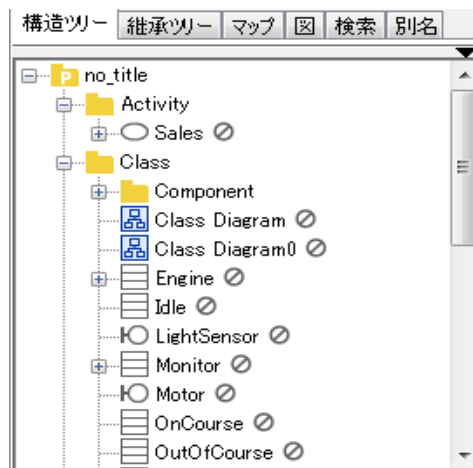 構造ツリー 継承ツリー マップ 図 検索 別名
P no_title
Activity
Sales
Class
Component
Class Diagram
Class Diagram0
Engine
Idle
LightSensor
Monitor
Motor
OnCourse
OutOfCourse